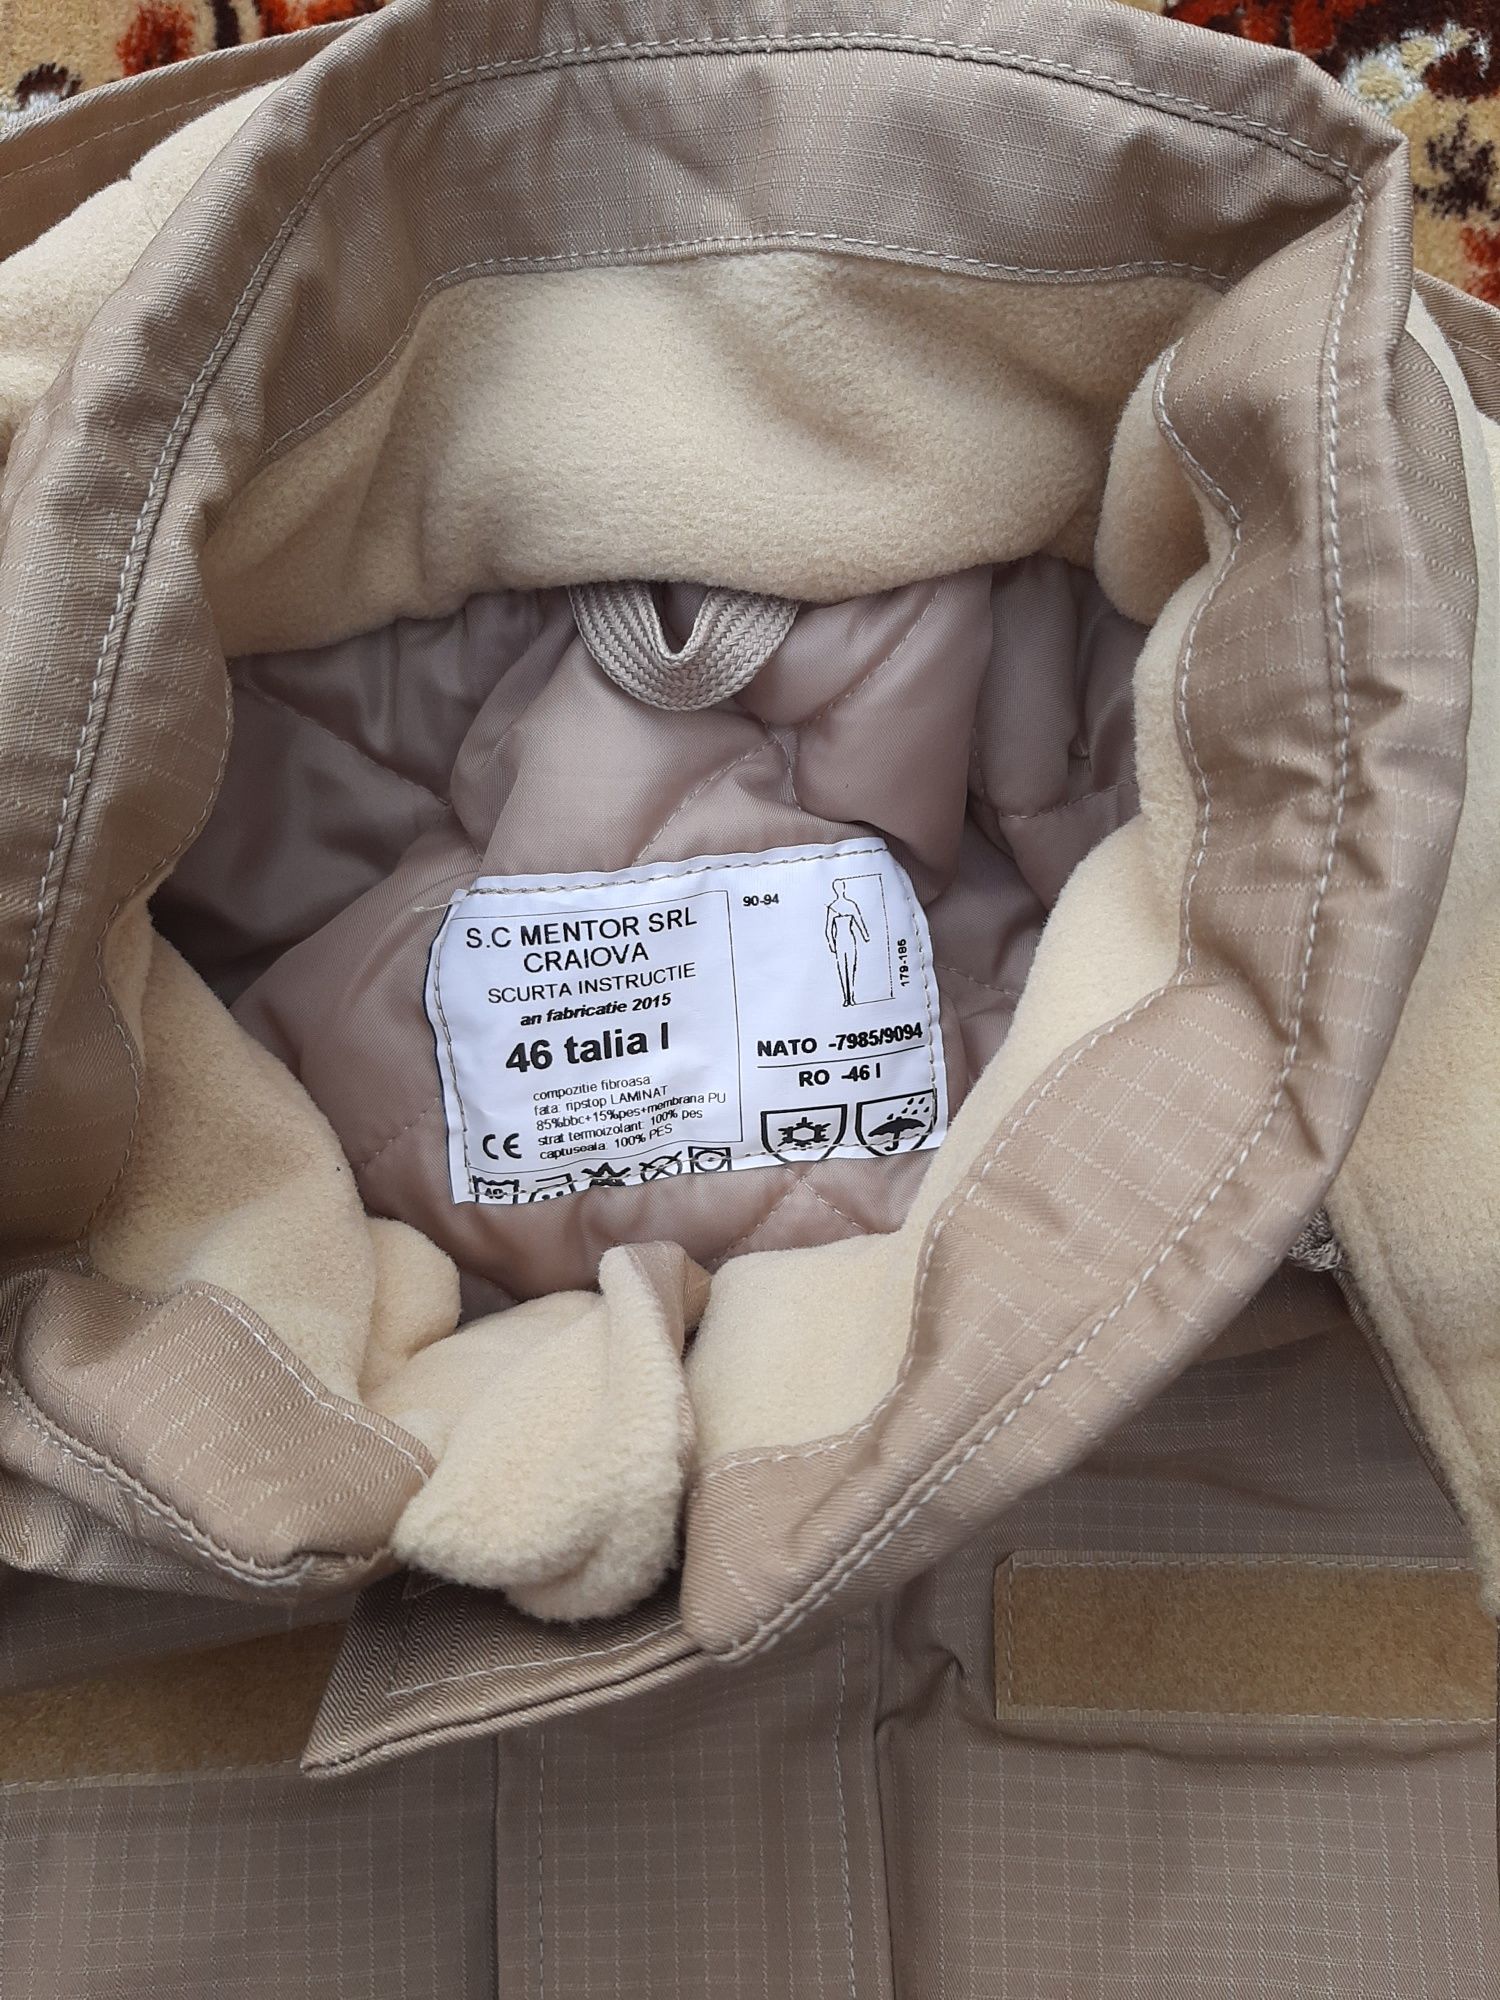 S.C MENTOR SRL
CRAIOVA
SCURTA INSTRUCTIE
an fabricatie 2015
46 talia I
compozitie fibroasa
fata: ripstop LAMINAT
85%bbc+15%pes+membrana PU
strat termoizolant: 100% pes
captuseala: 100% PES
CE
40
90-94
179-186
NATO -7985/9094
RO -46 I